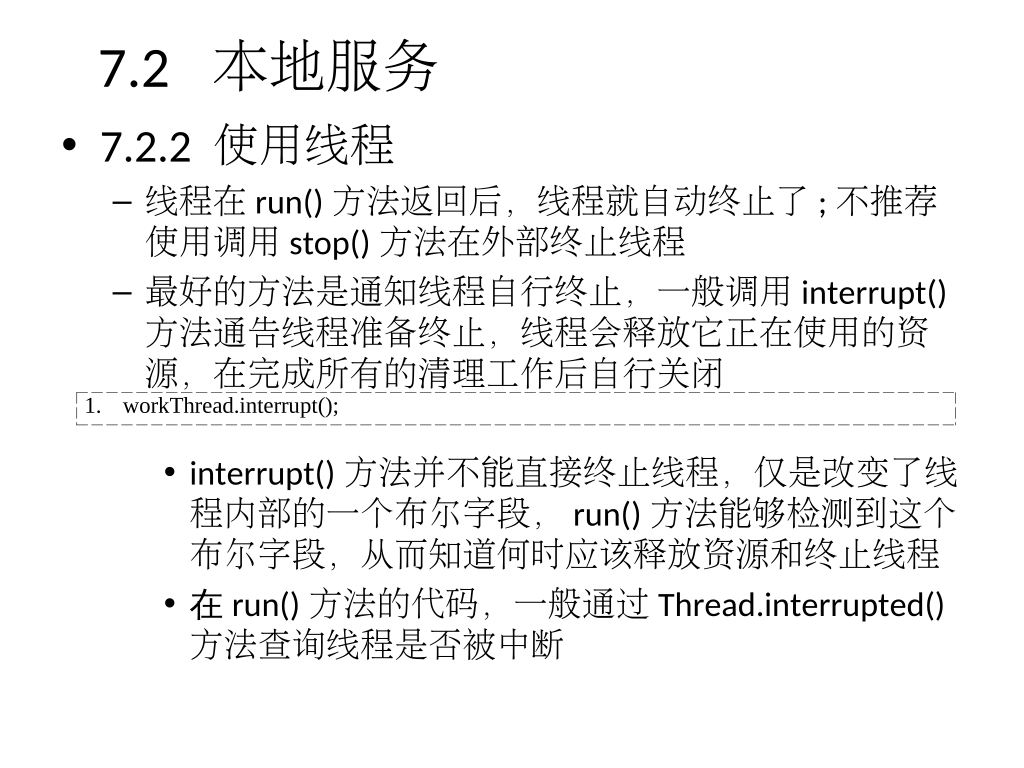 7.2 本地服务
• 7.2.2 使用线程
– 线程在 run() 方法返回后，线程就自动终止了 ; 不推荐
使用调用 stop() 方法在外部终止线程
– 最好的方法是通知线程自行终止，一般调用 interrupt()
方法通告线程准备终止，线程会释放它正在使用的资
源，在完成所有的清理工作后自行关闭
1. workThread.interrupt();
• interrupt() 方法并不能直接终止线程，仅是改变了线
程内部的一个布尔字段， run() 方法能够检测到这个
布尔字段，从而知道何时应该释放资源和终止线程
• 在 run() 方法的代码，一般通过 Thread.interrupted()
方法查询线程是否被中断